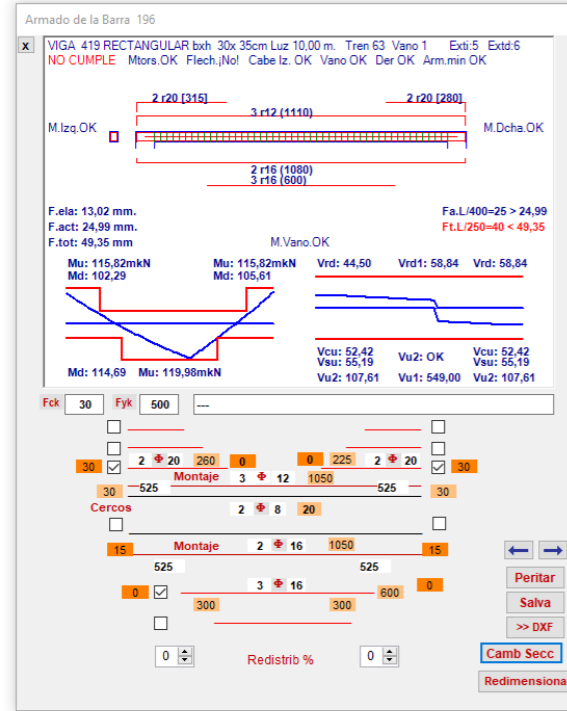 Armado de la Barra 196
x
VIGA 419 RECTANGULAR bxh 30x 35cm Luz 10,00 m. Tren 63 Vano 1 Exti:5 Extd:6
NO CUMPLE Mtors.OK Flech.¡No! Cabe Iz. OK Vano OK Der OK Arm.min OK
2 r20 [315] 2 r20 [280]
3 r12 (1110)
M.Izq.OK M.Dcha.OK
2 r16 (1080)
3 r16 (600)
F.ela: 13,02 mm.
F.act: 24,99 mm. Fa.L/400=25 > 24,99
F.tot: 49,35 mm M.Vano.OK Ft.L/250=40 < 49,35
Mu: 115,82mkN Mu: 115,82mkN Vrd: 44,50 Vrd1: 58,84 Vrd: 58,84
Md: 102,29 Md: 105,61
Md: 114,69 Mu: 119,98mkN
Vcu: 52,42 Vcu: 52,42
Vsu: 55,19 Vu2: OK Vsu: 55,19
Vu2: 107,61 Vu1: 549,00 Vu2: 107,61
Fck 30 Fyk 500 ---
30 2 Φ 20 260 0 0 225 2 Φ 20 30
Montaje 3 Φ 12 1050
30 525 525 30
Cercos 2 Φ 8 20
15 Montaje 2 Φ 16 1050 15
525 525
0 3 Φ 16 600 0
300 300
0 Redistrib % 0
Peritar
Salva
>> DXF
Camb Secc
Redimensiona